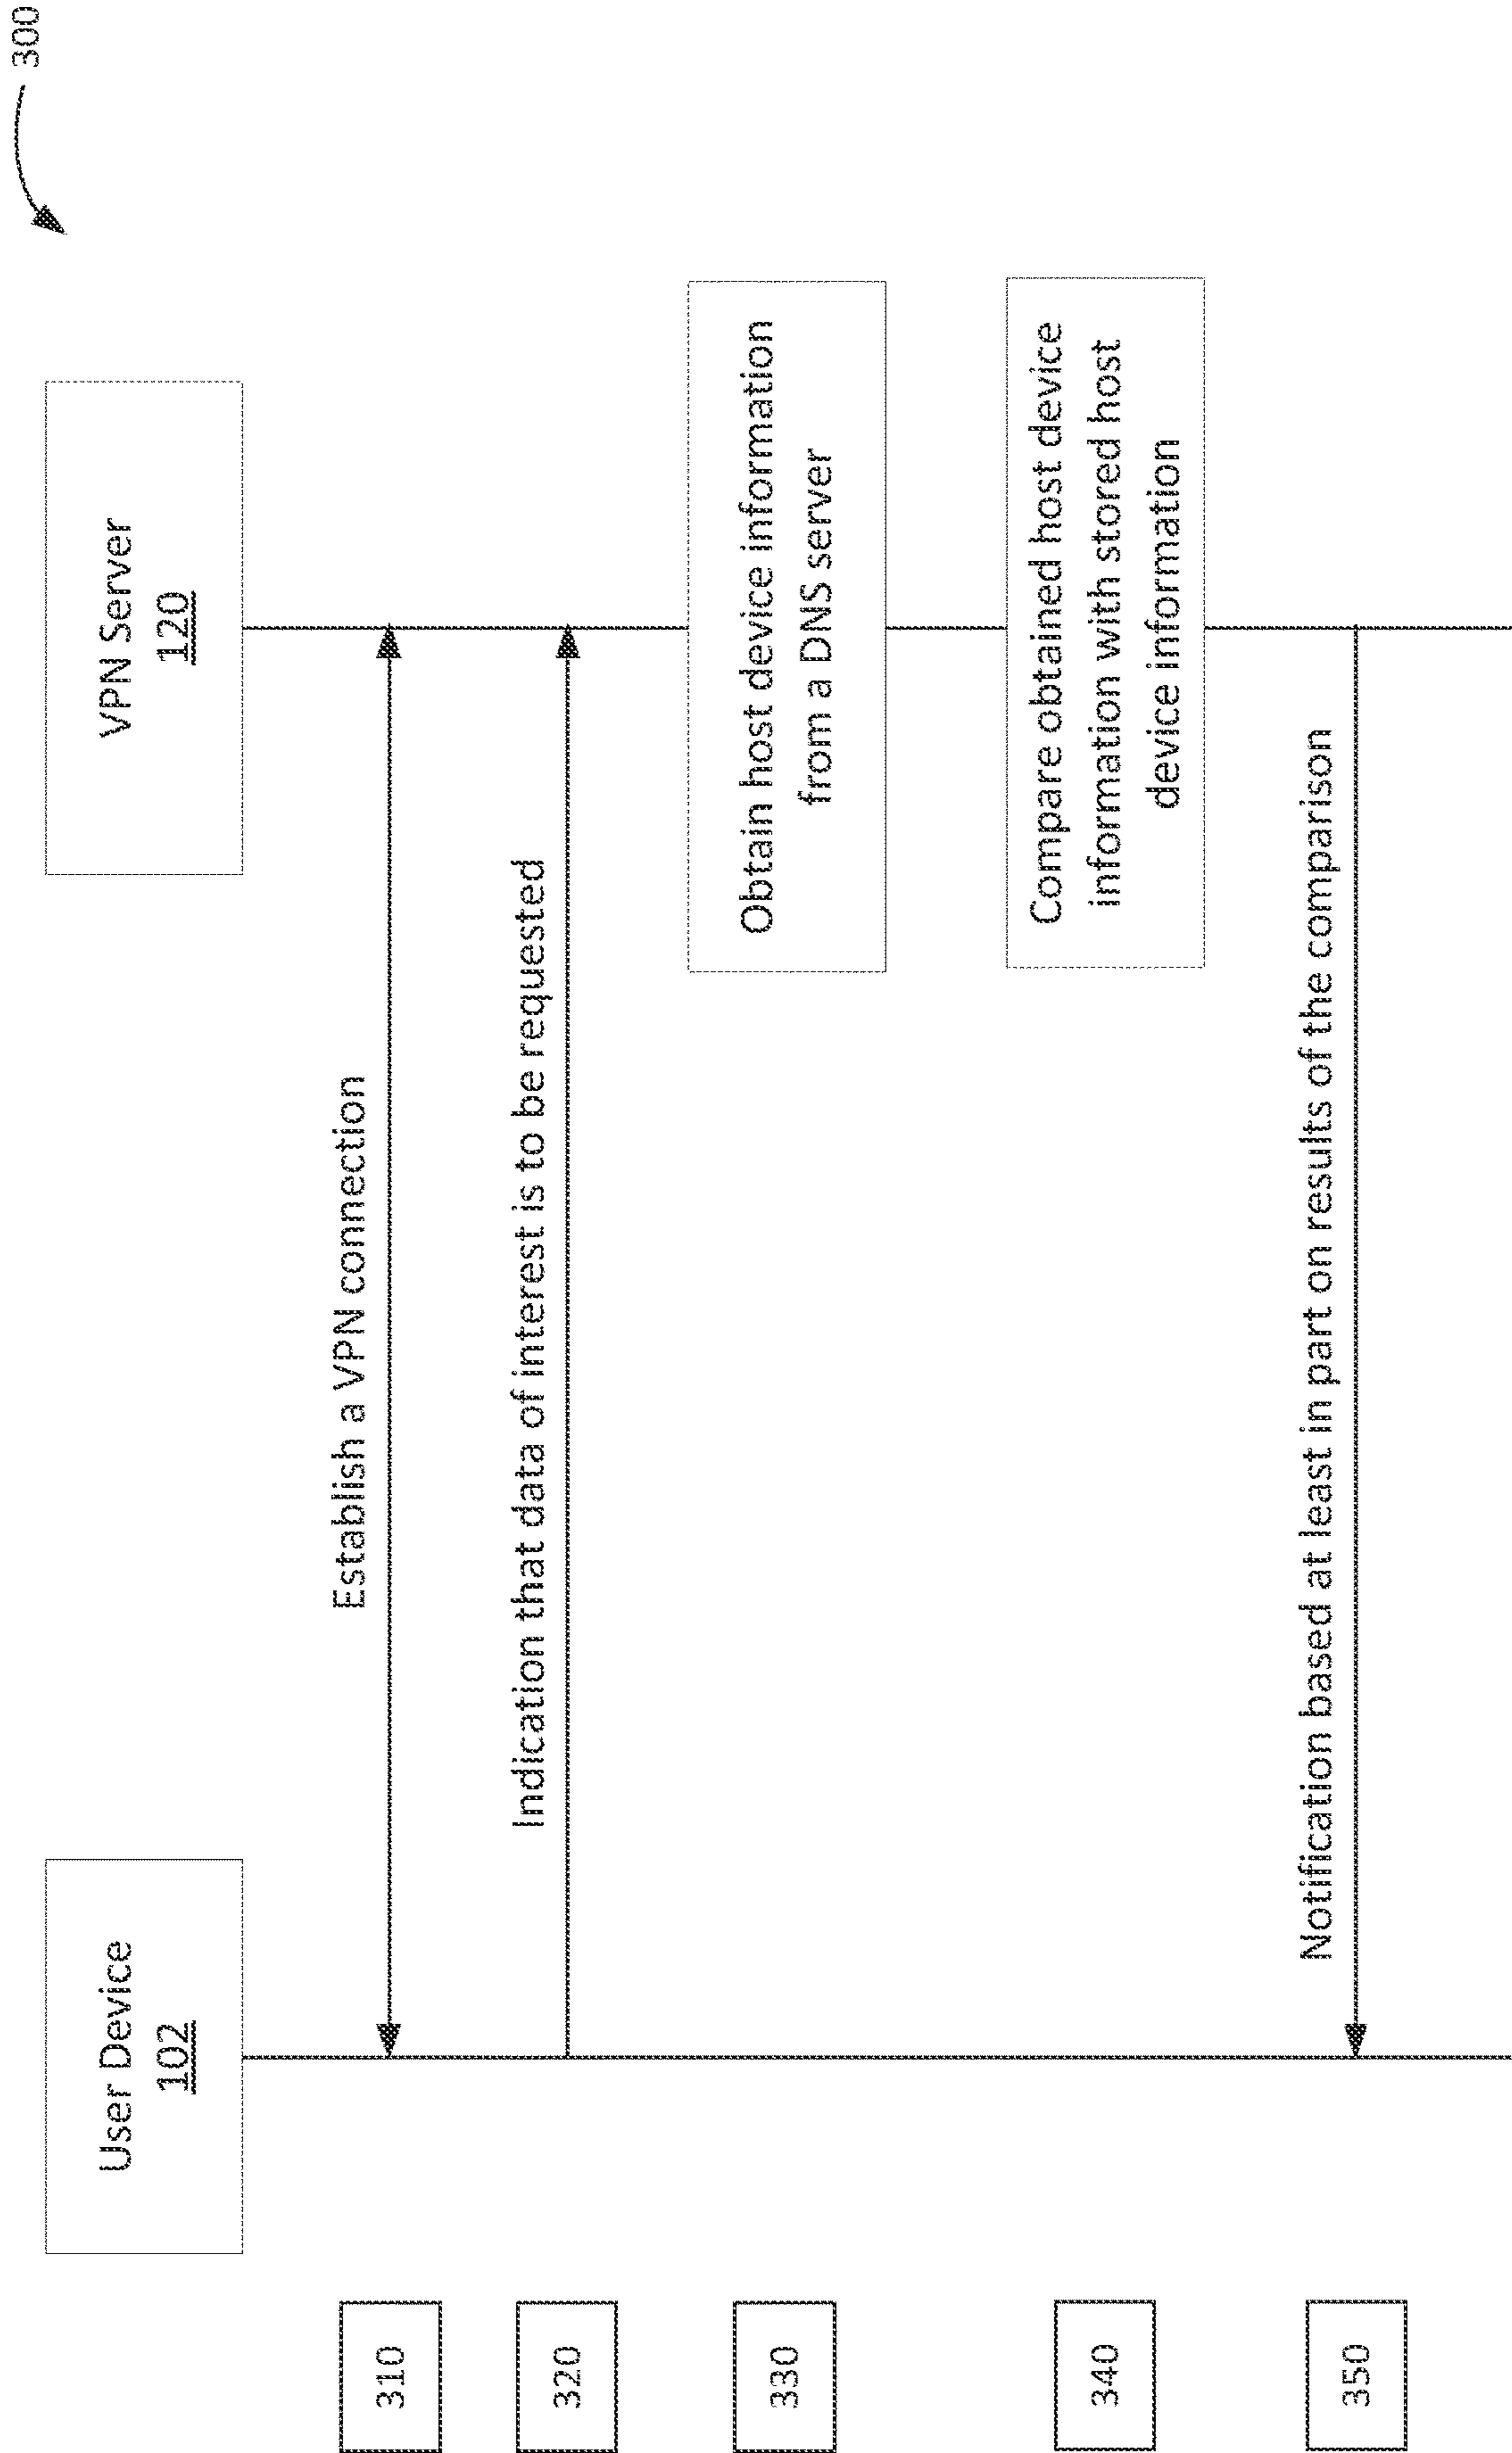 300
User Device
102
VPN Server
120
310
Establish a VPN connection
320
Indication that data of interest is to be requested
330
Obtain host device information
from a DNS server
340
Compare obtained host device
information with stored host
device information
350
Notification based at least in part on results of the comparison